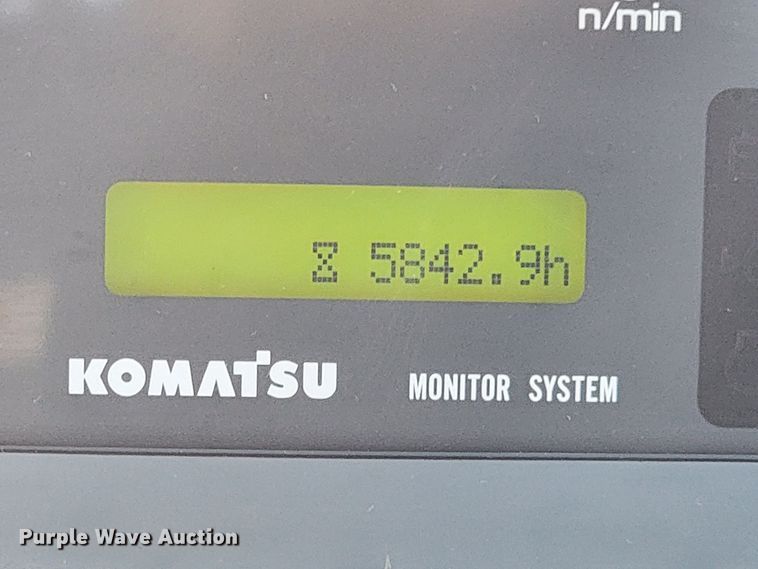 n/min
5842.9h
KOMATSU MONITOR SYSTEM
Purple Wave Auction